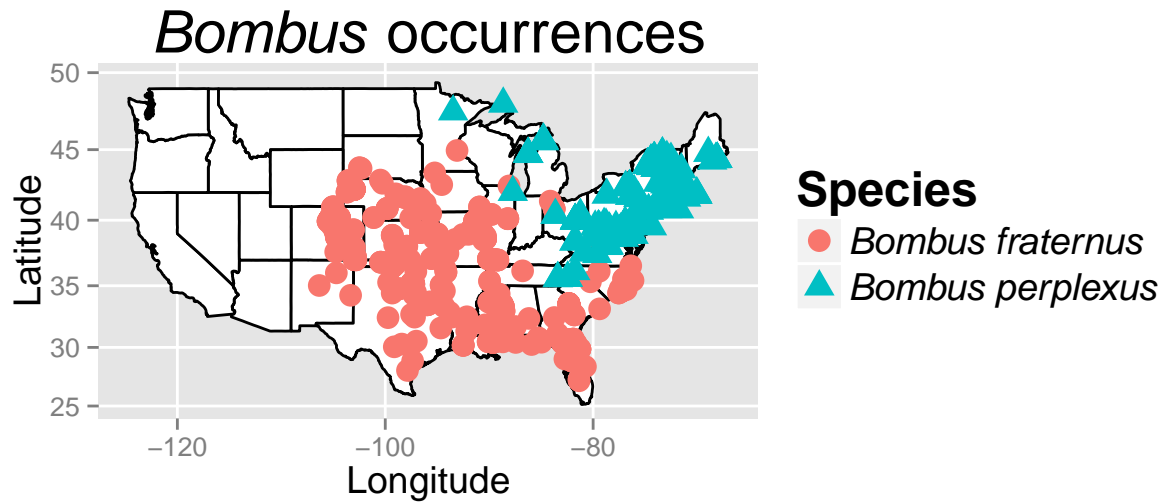 Bombus occurrences
50
45
40
35
30
25
Latitude
−120
−100
−80
Longitude
Species
Bombus fraternus
Bombus perplexus